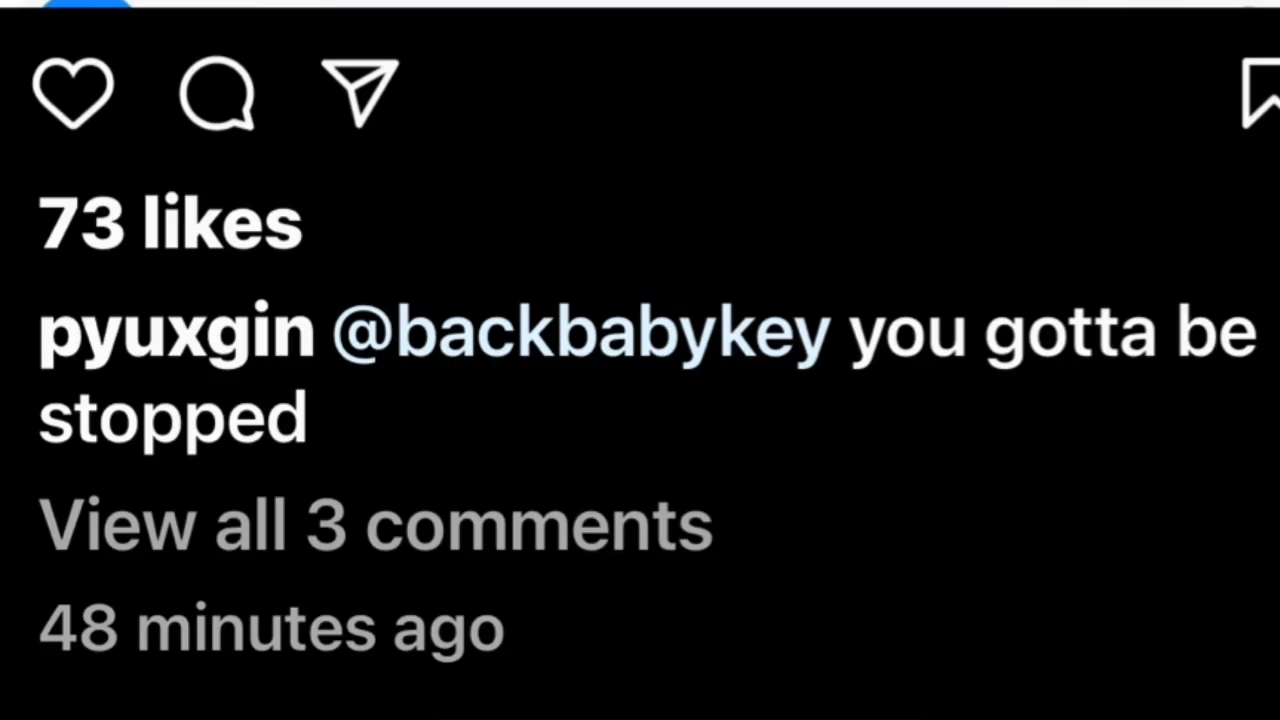 73 likes
pyuxgin @backbabykey you gotta be
stopped
View all 3 comments
48 minutes ago